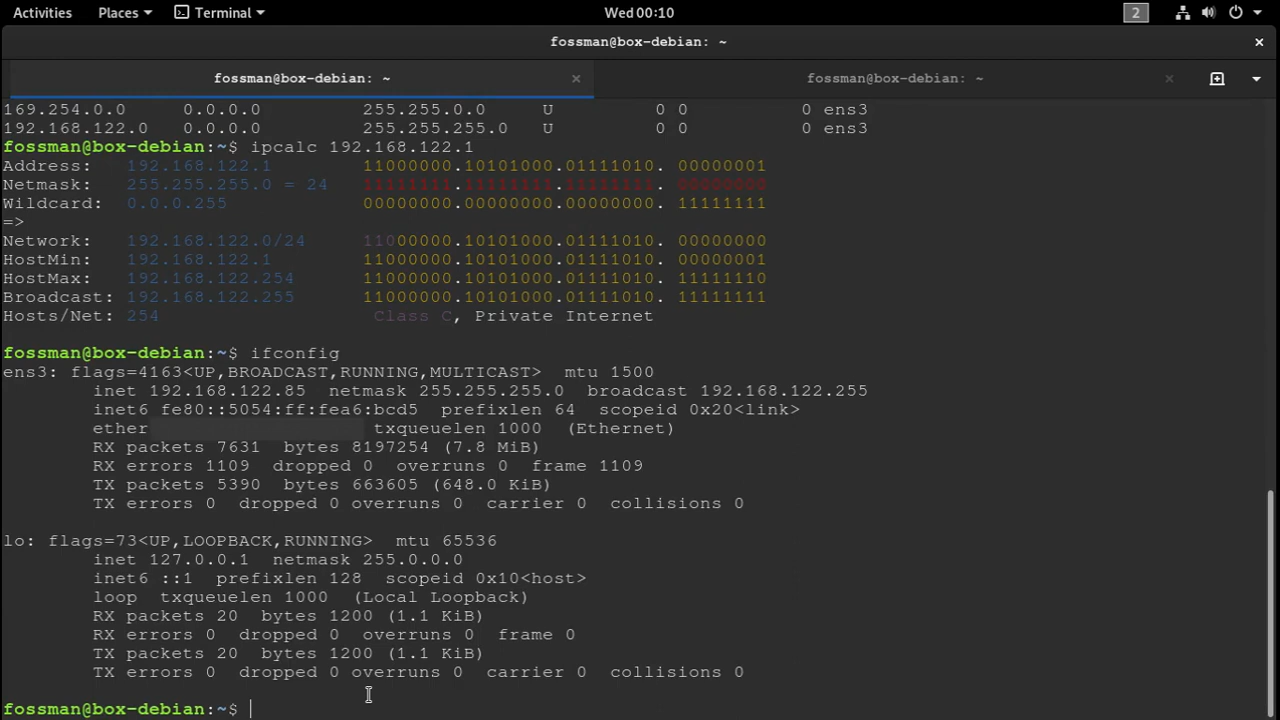 Activities Places Terminal Wed 00:10 2
fossman@box-debian: ~
fossman@box-debian: ~ fossman@box-debian: ~
169.254.0.0 0.0.0.0 255.255.0.0 U 0 0 0 ens3
192.168.122.0 0.0.0.0 255.255.255.0 U 0 0 0 ens3
fossman@box-debian:~$ ipcalc 192.168.122.1
Address: 192.168.122.1 11000000.10101000.01111010. 00000001
Netmask: 255.255.255.0 = 24 11111111.11111111.11111111. 00000000
Wildcard: 0.0.0.255 00000000.00000000.00000000. 11111111
=>
Network: 192.168.122.0/24 11000000.10101000.01111010. 00000000
HostMin: 192.168.122.1 11000000.10101000.01111010. 00000001
HostMax: 192.168.122.254 11000000.10101000.01111010. 11111110
Broadcast: 192.168.122.255 11000000.10101000.01111010. 11111111
Hosts/Net: 254 Class C, Private Internet
fossman@box-debian:~$ ifconfig
ens3: flags=4163<UP,BROADCAST,RUNNING,MULTICAST> mtu 1500
inet 192.168.122.85 netmask 255.255.255.0 broadcast 192.168.122.255
inet6 fe80::5054:ff:fea6:bcd5 prefixlen 64 scopeid 0x20<link>
ether txqueuelen 1000 (Ethernet)
RX packets 7631 bytes 8197254 (7.8 MiB)
RX errors 1109 dropped 0 overruns 0 frame 1109
TX packets 5390 bytes 663605 (648.0 KiB)
TX errors 0 dropped 0 overruns 0 carrier 0 collisions 0
lo: flags=73<UP,LOOPBACK,RUNNING> mtu 65536
inet 127.0.0.1 netmask 255.0.0.0
inet6 ::1 prefixlen 128 scopeid 0x10<host>
loop txqueuelen 1000 (Local Loopback)
RX packets 20 bytes 1200 (1.1 KiB)
RX errors 0 dropped 0 overruns 0 frame 0
TX packets 20 bytes 1200 (1.1 KiB)
TX errors 0 dropped 0 overruns 0 carrier 0 collisions 0
fossman@box-debian:~$